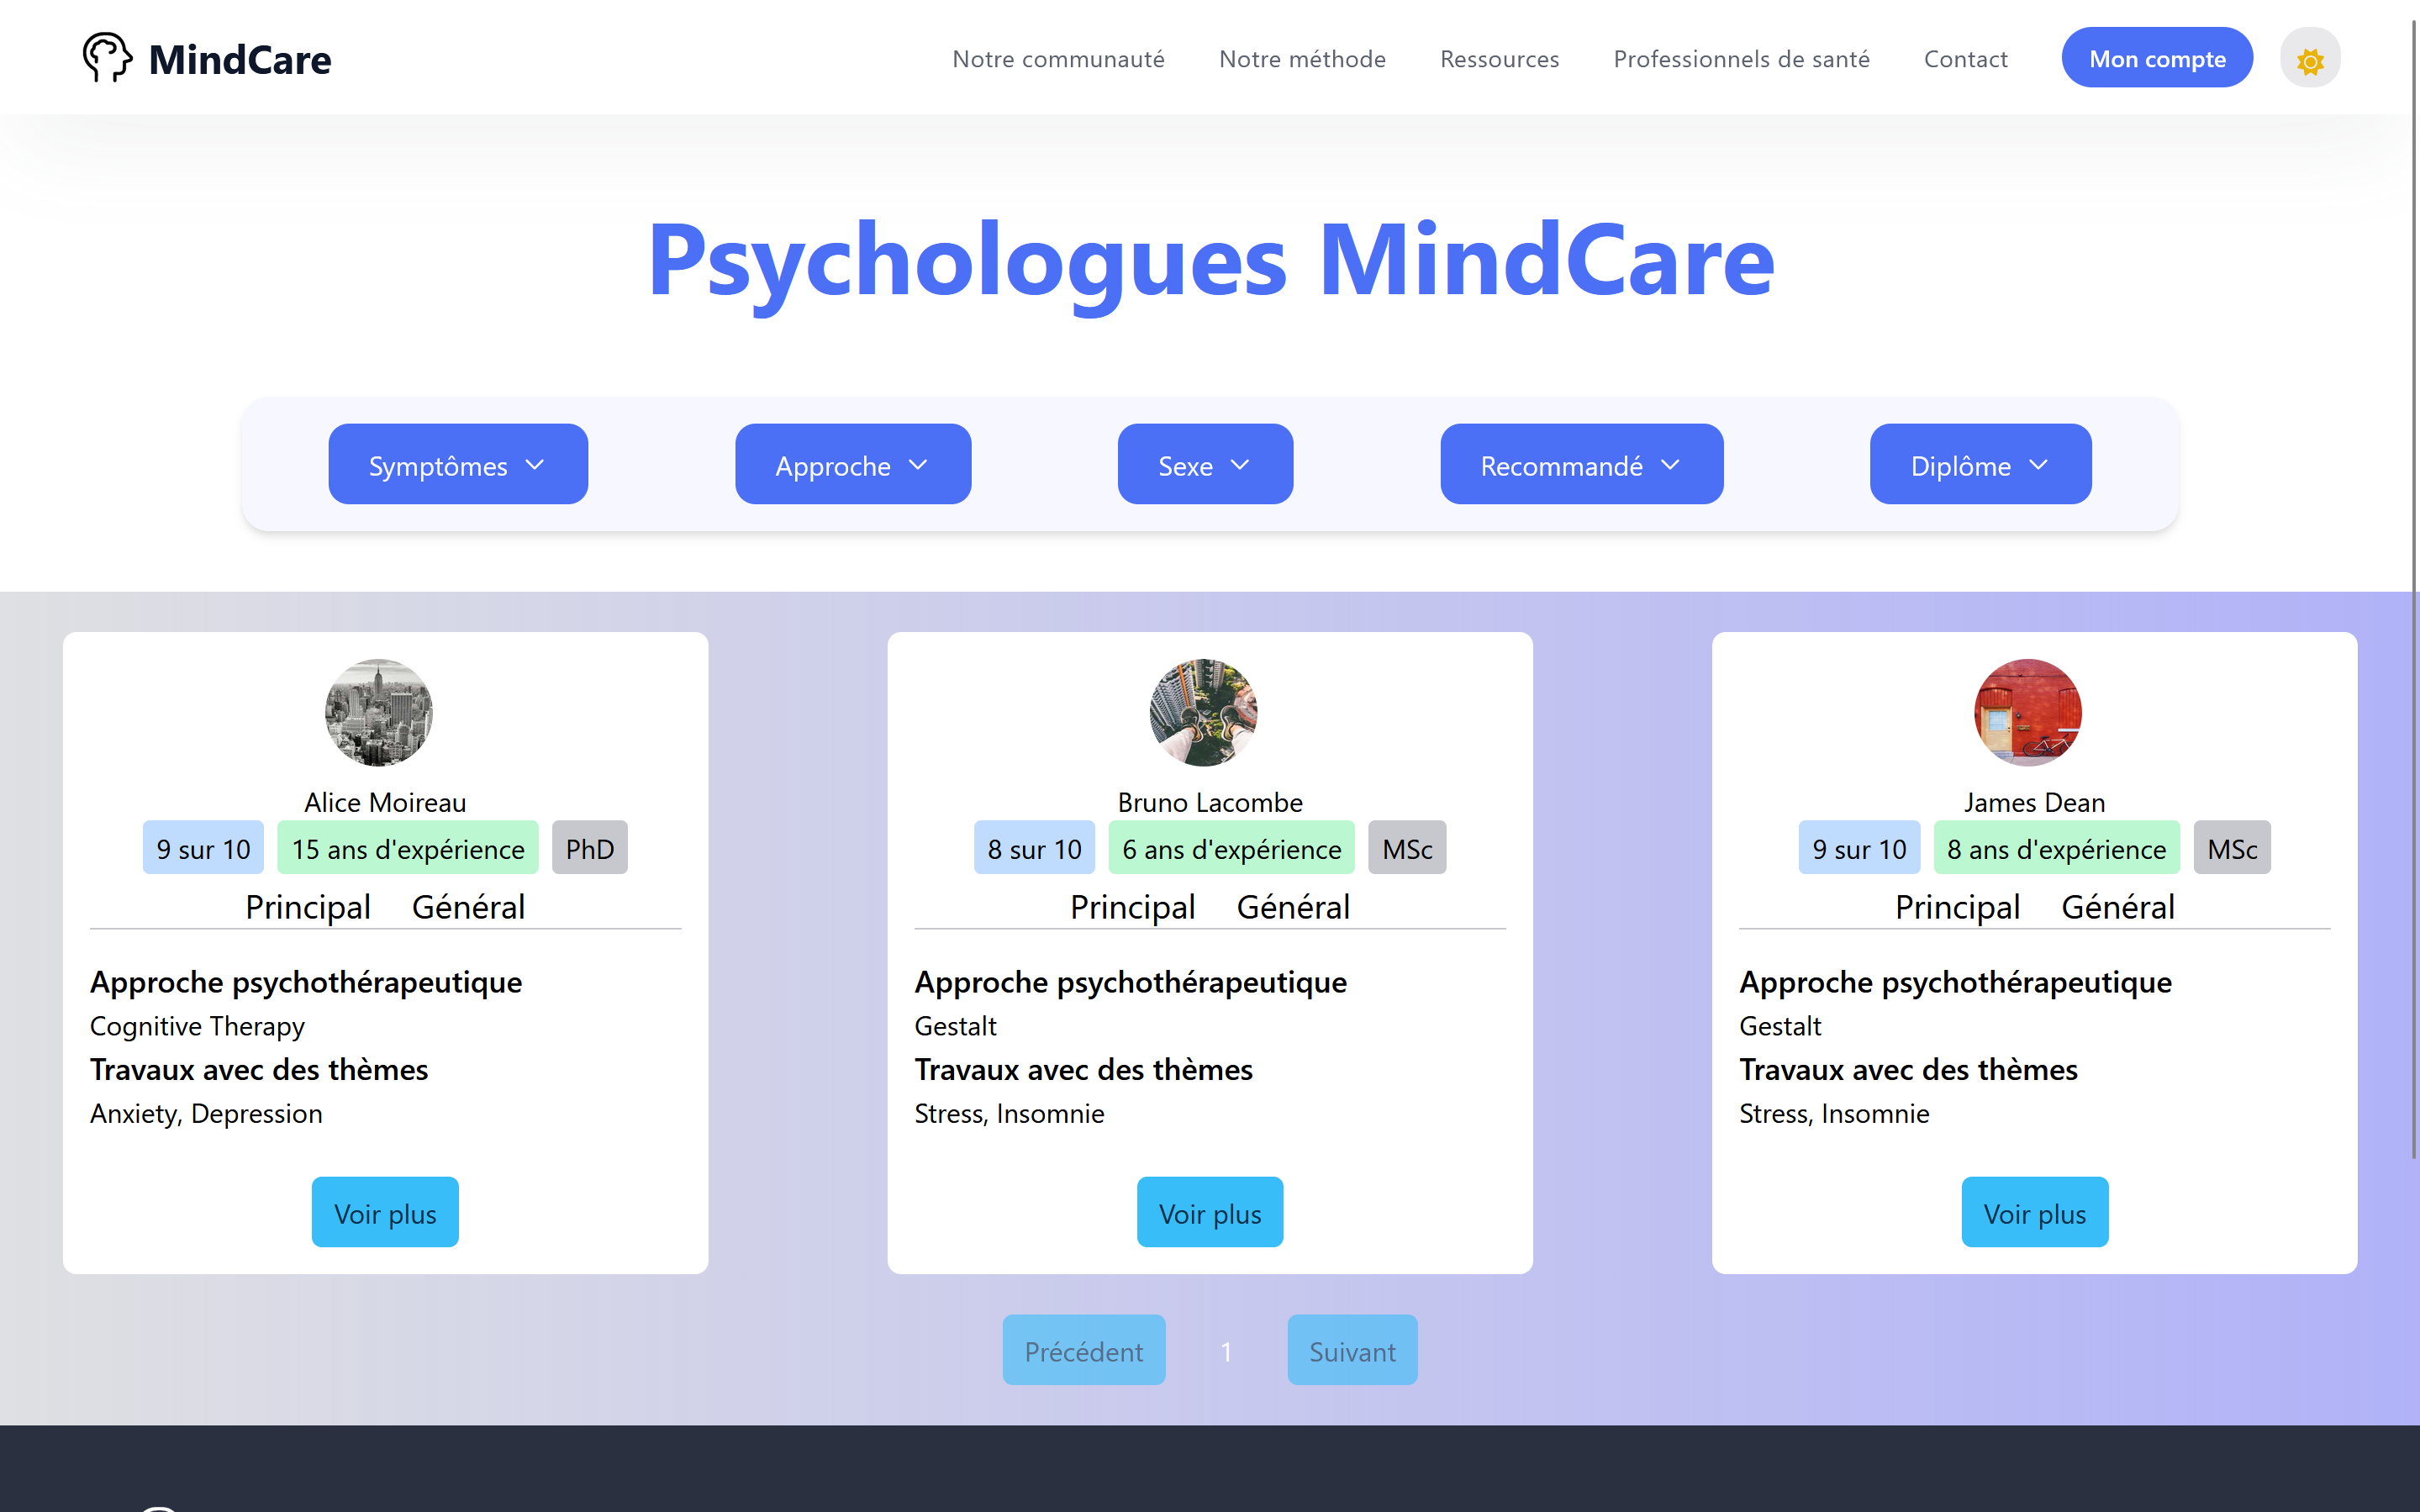 MindCare
Notre communauté
Notre méthode
Ressources
Professionnels de santé
Contact
Mon compte
Psychologues MindCare
Symptômes
Approche
Sexe
Recommandé
Diplôme
Alice Moireau
9 sur 10
15 ans d'expérience
PhD
Principal
Général
Approche psychothérapeutique
Cognitive Therapy
Travaux avec des thèmes
Anxiety, Depression
Voir plus
Bruno Lacombe
8 sur 10
6 ans d'expérience
MSc
Principal
Général
Approche psychothérapeutique
Gestalt
Travaux avec des thèmes
Stress, Insomnie
Voir plus
James Dean
9 sur 10
8 ans d'expérience
MSc
Principal
Général
Approche psychothérapeutique
Gestalt
Travaux avec des thèmes
Stress, Insomnie
Voir plus
Précédent
1
Suivant